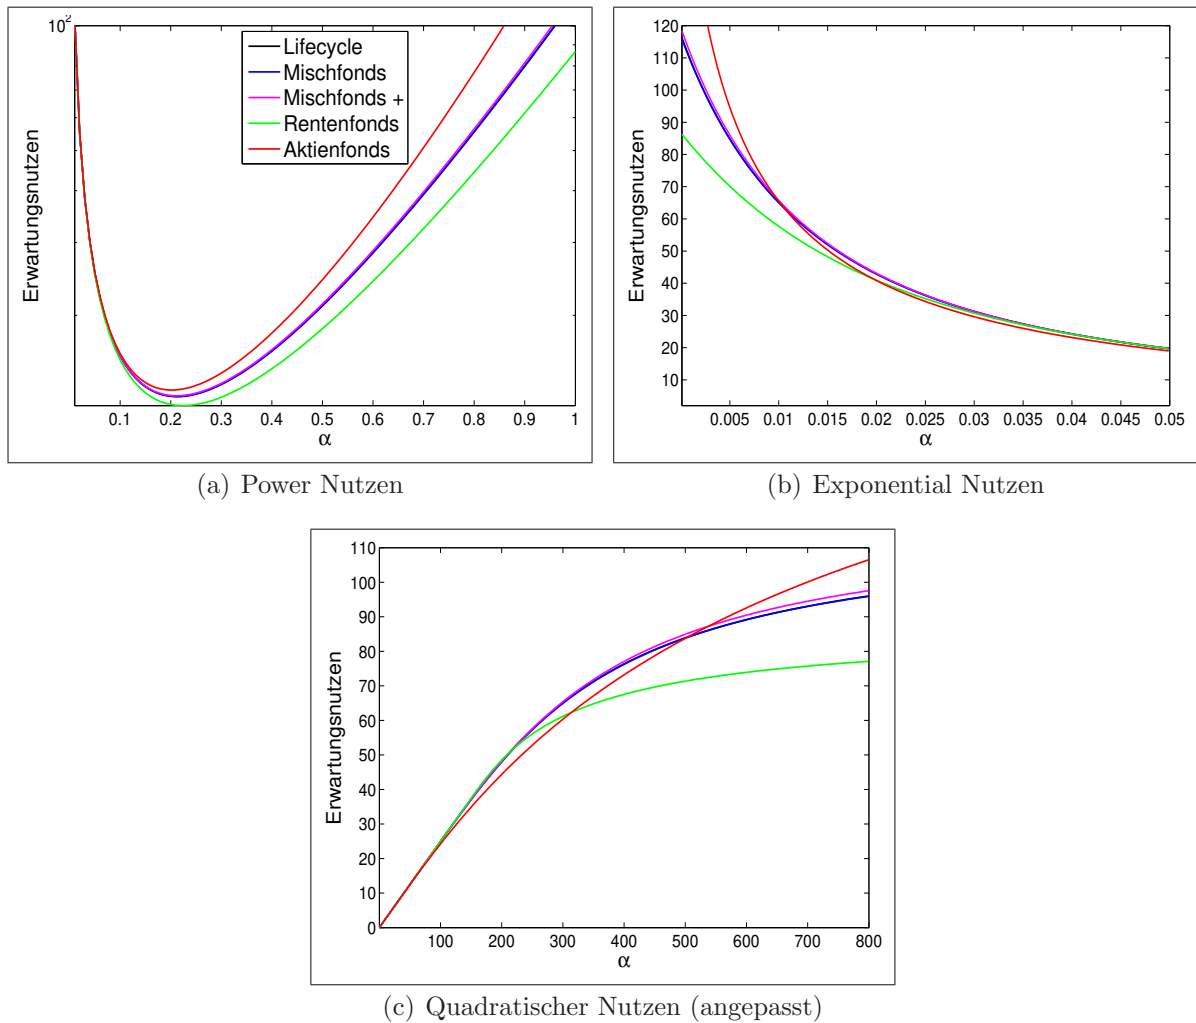 10²
Lifecycle
Mischfonds
Mischfonds +
Rentenfonds
Aktienfonds
Erwartungsnutzen
0.1 0.2 0.3 0.4 0.5 0.6 0.7 0.8 0.9 1
α
(a) Power Nutzen
120
110
100
90
80
70
60
50
40
30
20
10
Erwartungsnutzen
0.005 0.01 0.015 0.02 0.025 0.03 0.035 0.04 0.045 0.05
α
(b) Exponential Nutzen
110
100
90
80
70
60
50
40
30
20
10
0
Erwartungsnutzen
100 200 300 400 500 600 700 800
α
(c) Quadratischer Nutzen (angepasst)